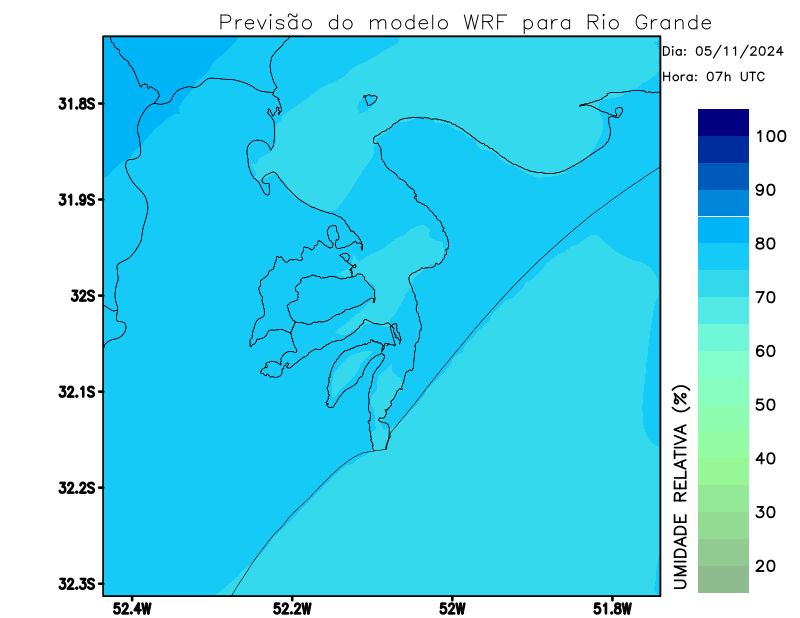 Previsão do modelo WRF para Rio Grande
Dia: 05/11/2024
Hora: 07h UTC
31.8S
31.9S
32S
32.1S
32.2S
32.3S
52.4W
52.2W
52W
51.8W
100
90
80
70
60
50
40
30
20
UMIDADE RELATIVA (%)